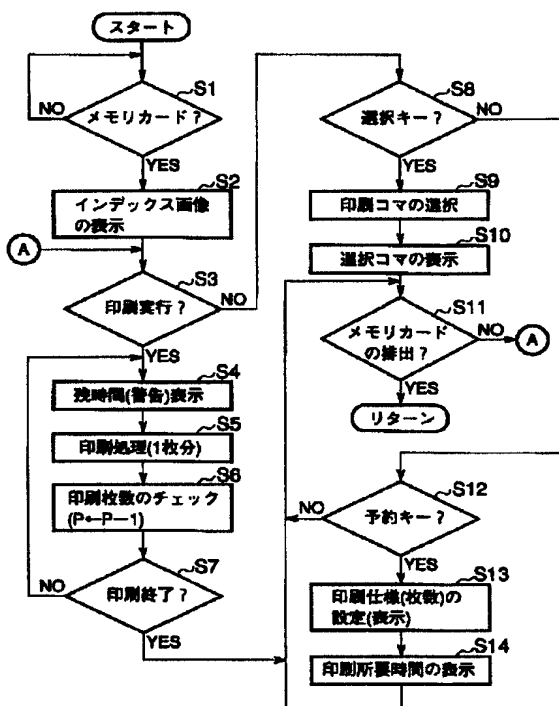 スタート
S1
メモリカード?
NO
YES
S2
インデックス画像
の表示
A
S3
印刷実行?
NO
YES
S4
残時間(警告)表示
S5
印刷処理(1枚分)
S6
印刷枚数のチェック
(P←P−1)
S7
印刷終了?
NO
YES
S8
選択キー?
NO
YES
S9
印刷コマの選択
S10
選択コマの表示
S11
メモリカード
の排出?
NO
A
YES
リターン
S12
予約キー?
NO
YES
S13
印刷仕様(枚数)の
設定(表示)
S14
印刷所要時間の表示